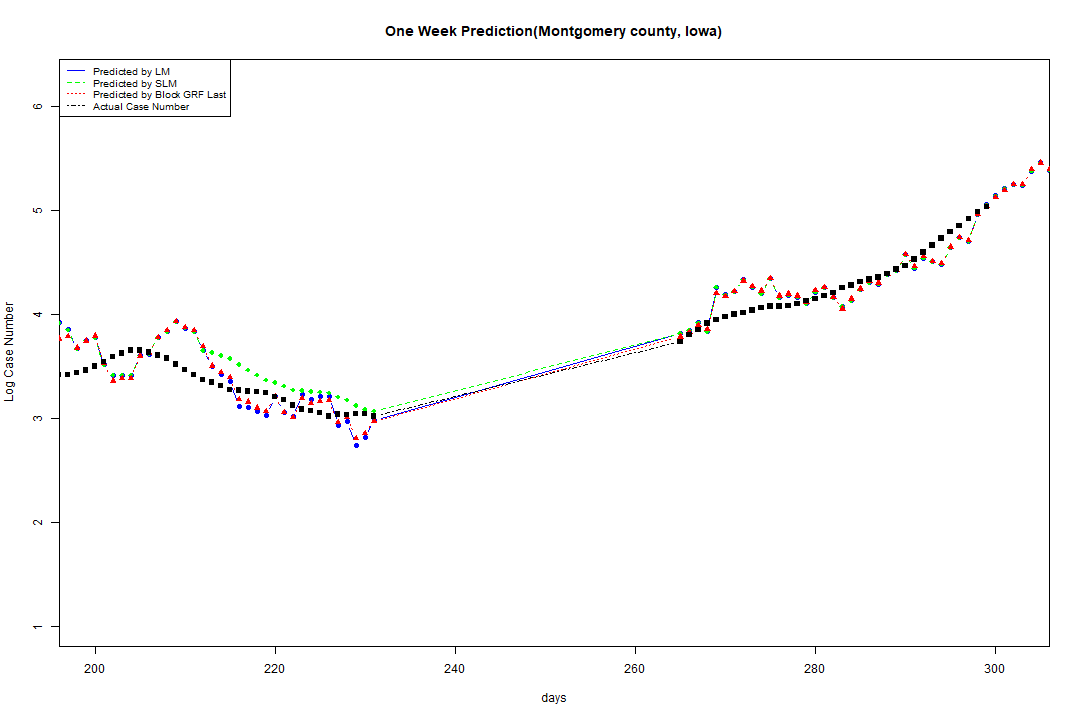 One Week Prediction(Montgomery county, Iowa)
Predicted by LM
Predicted by SLM
Predicted by Block GRF Last
Actual Case Number
6
5
4
3
2
1
Log Case Number
200
220
240
260
280
300
days